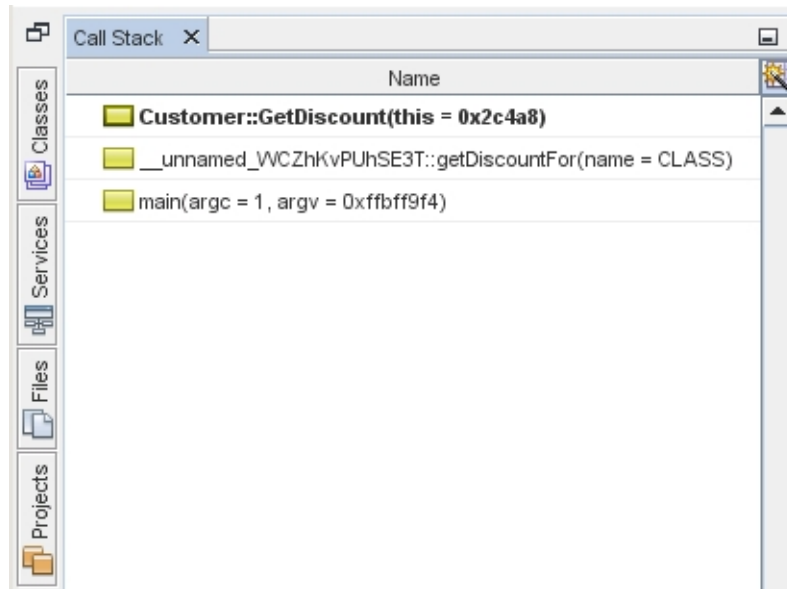 Call Stack
Name
Customer::GetDiscount(this = 0x2c4a8)
__unnamed_WCZhKvPUhSE3T::getDiscountFor(name = CLASS)
main(argc = 1, argv = 0xffbff9f4)
Classes
Services
Files
Projects